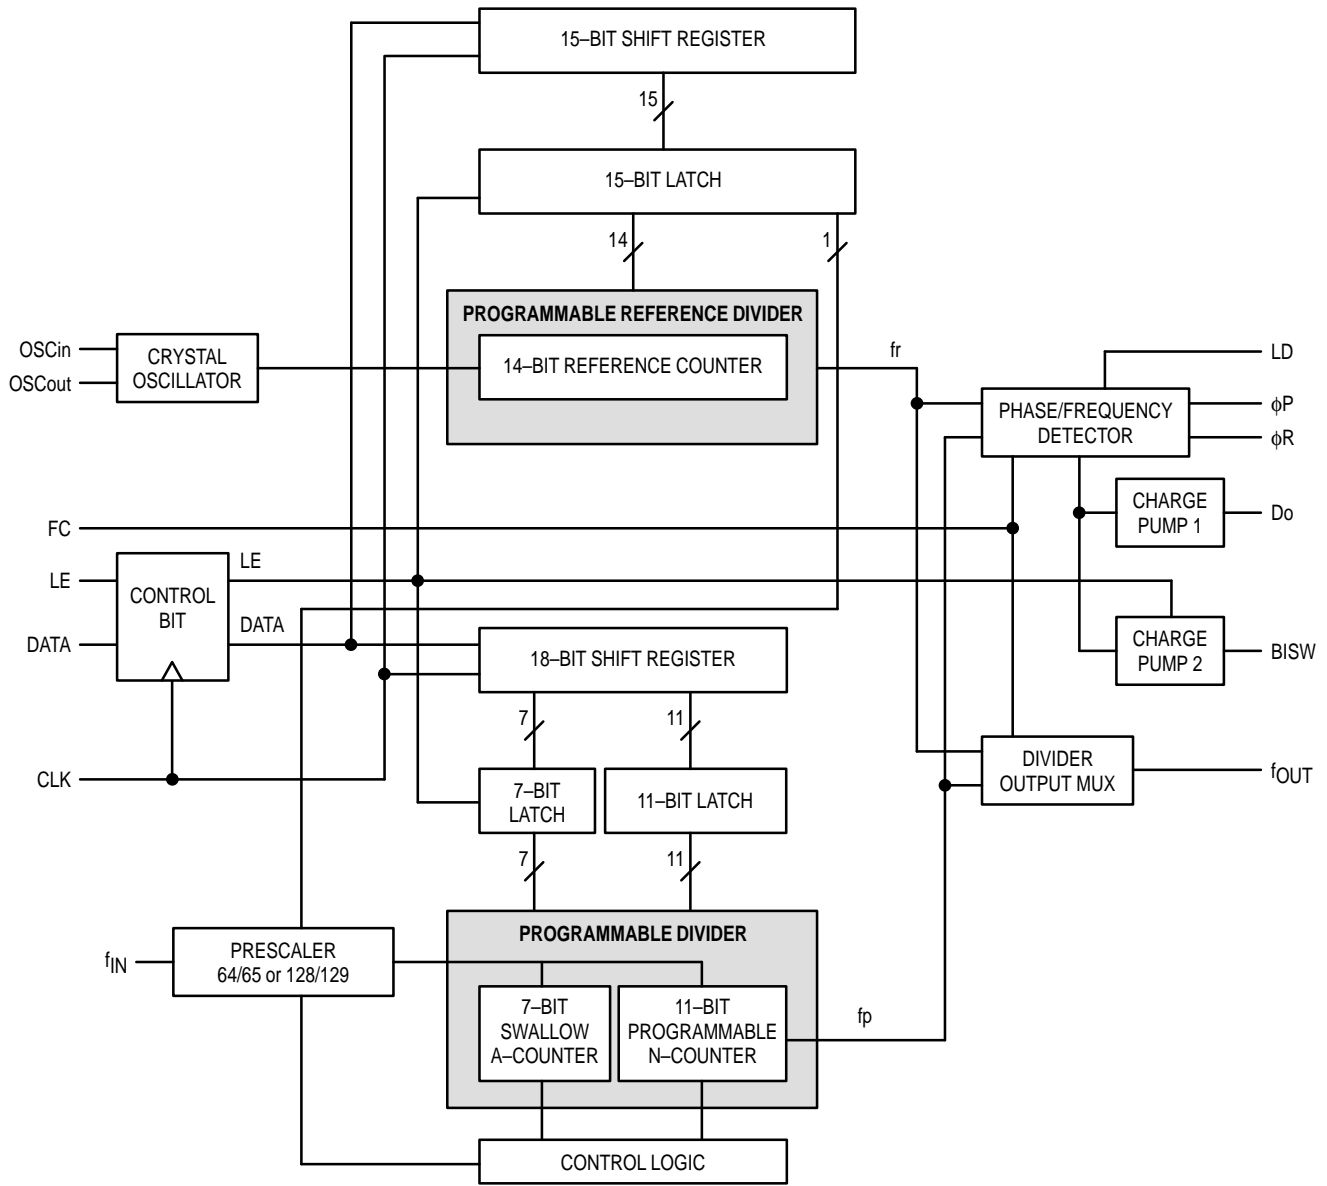 15–BIT SHIFT REGISTER
15
15–BIT LATCH
14
1
PROGRAMMABLE REFERENCE DIVIDER
14–BIT REFERENCE COUNTER
OSCin
OSCout
CRYSTAL
OSCILLATOR
fr
LD
PHASE/FREQUENCY
DETECTOR
ϕP
ϕR
CHARGE
PUMP 1
Do
FC
LE
DATA
CONTROL
BIT
LE
DATA
18–BIT SHIFT REGISTER
CHARGE
PUMP 2
BISW
7
11
CLK
7–BIT
LATCH
11–BIT LATCH
DIVIDER
OUTPUT MUX
fOUT
7
11
PROGRAMMABLE DIVIDER
fIN
PRESCALER
64/65 or 128/129
7–BIT
SWALLOW
A–COUNTER
11–BIT
PROGRAMMABLE
N–COUNTER
fp
CONTROL LOGIC